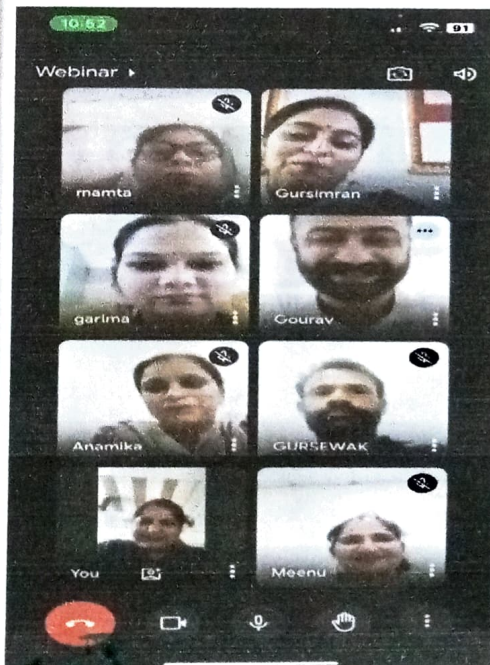 10:52 91
Webinar
mamta Gursimran
garima Gourav
Anamika GURSEWAK
You Meenu